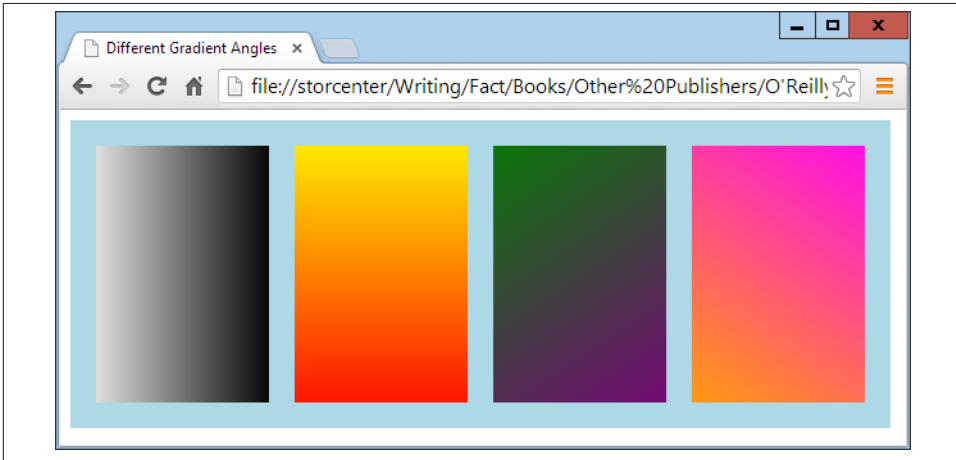 Different Gradient Angles
file://storcenter/Writing/Fact/Books/Other%20Publishers/O'Reilly